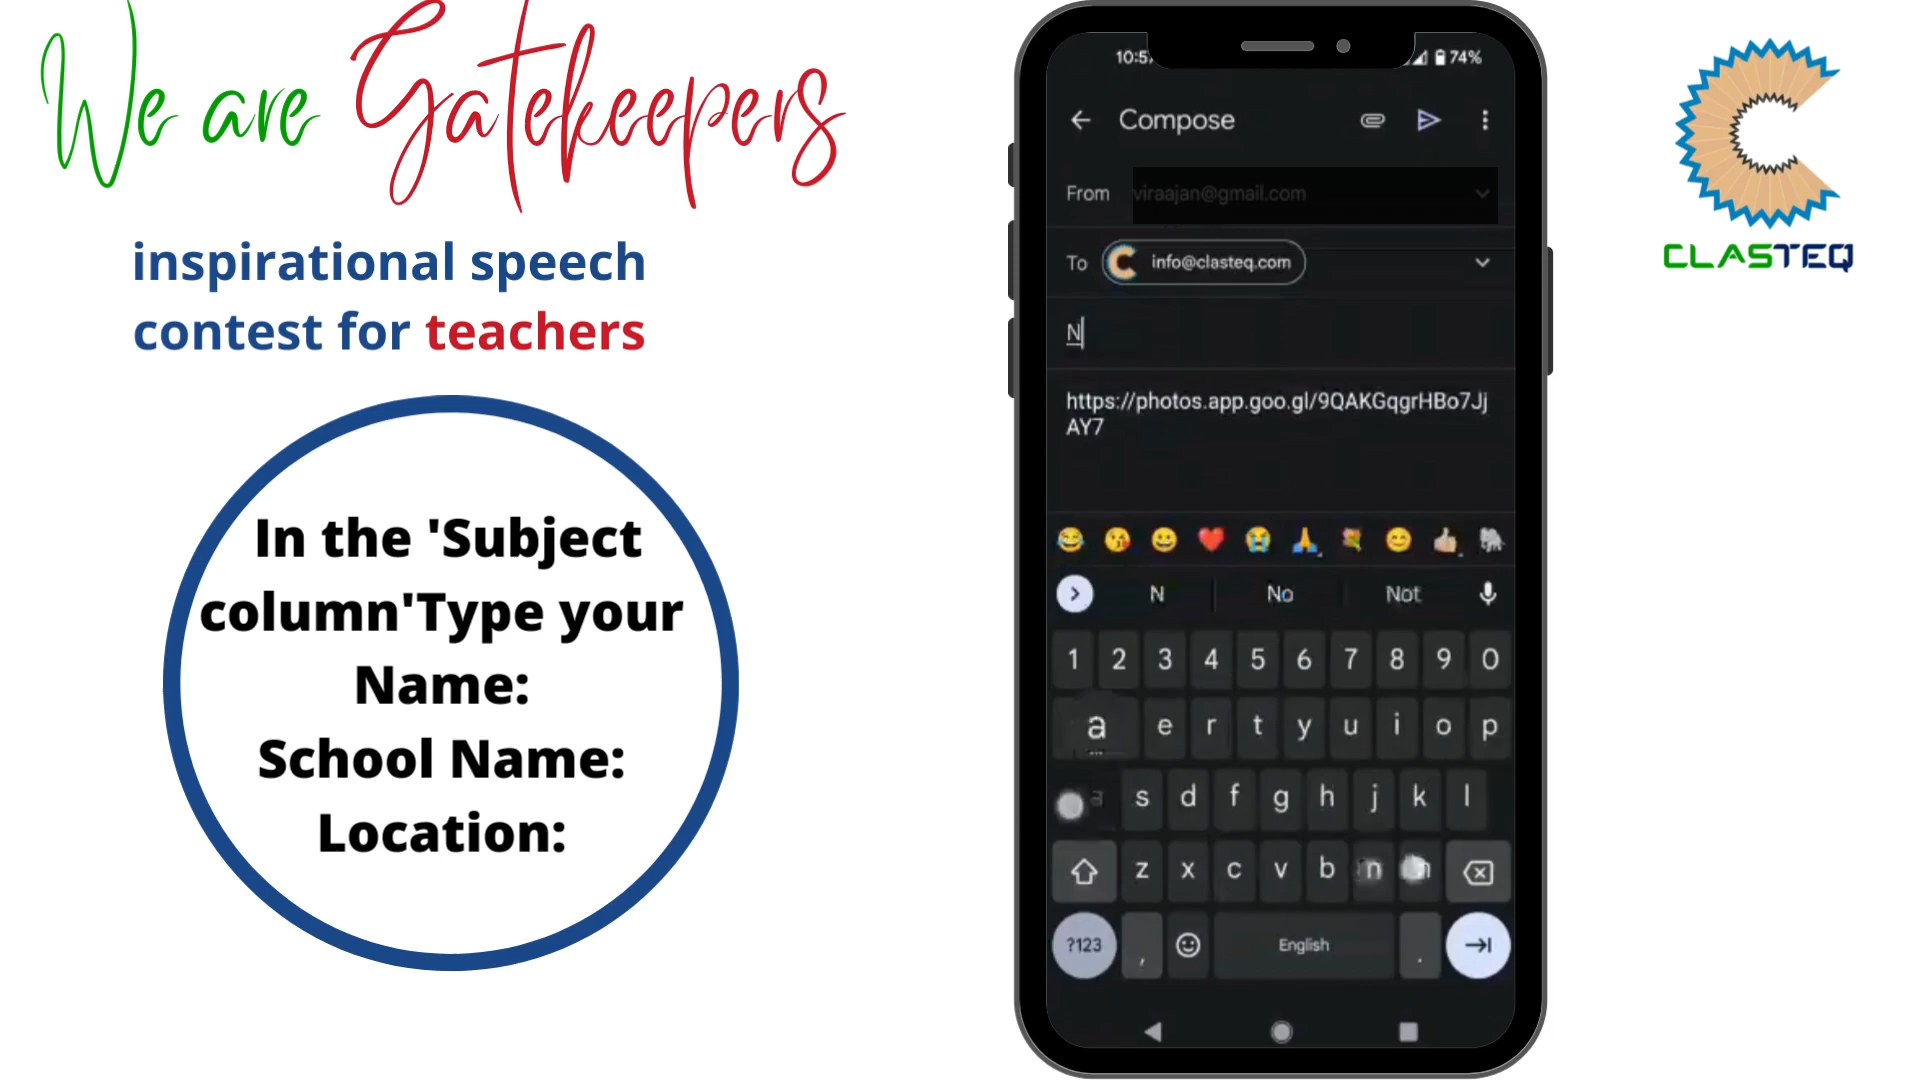 We are Gatekeepers
inspirational speech
contest for teachers
In the 'Subject
column'Type your
Name:
School Name:
Location:
74%
Compose
From viraajan@gmail.com
To info@clasteq.com
N
https://photos.app.goo.gl/9QAKGqgrHBo7Jj
AY7
N No Not
1 2 3 4 5 6 7 8 9 0
a e r t y u i o p
a s d f g h j k l
z x c v b n
?123 , English .
CLASTEQ